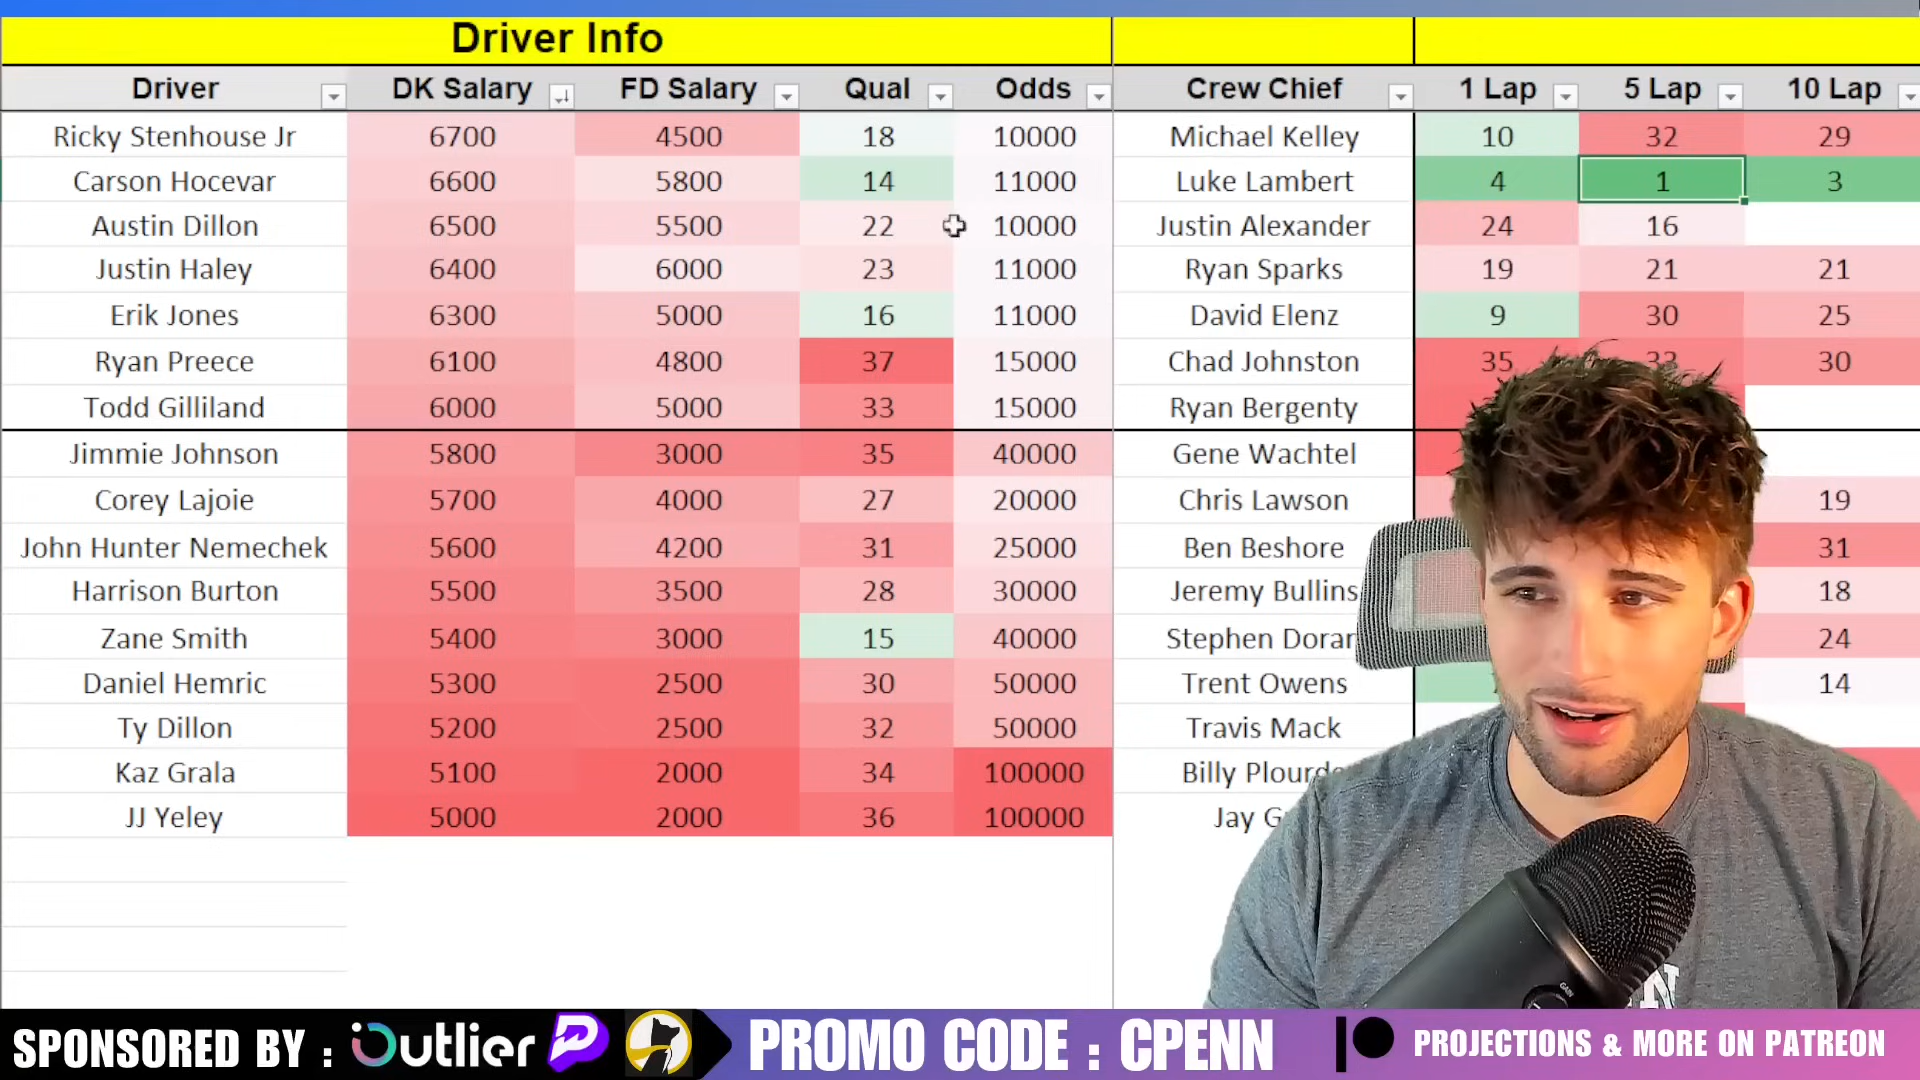 Driver Info
Driver DK Salary FD Salary Qual Odds Crew Chief 1 Lap 5 Lap 10 Lap
Ricky Stenhouse Jr 6700 4500 18 10000 Michael Kelley 10 32 29
Carson Hocevar 6600 5800 14 11000 Luke Lambert 4 1 3
Austin Dillon 6500 5500 22 10000 Justin Alexander 24 16
Justin Haley 6400 6000 23 11000 Ryan Sparks 19 21 21
Erik Jones 6300 5000 16 11000 David Elenz 9 30 25
Ryan Preece 6100 4800 37 15000 Chad Johnston 35 30
Todd Gilliland 6000 5000 33 15000 Ryan Bergenty
Jimmie Johnson 5800 3000 35 40000 Gene Wachtel
Corey Lajoie 5700 4000 27 20000 Chris Lawson 19
John Hunter Nemechek 5600 4200 31 25000 Ben Beshore 31
Harrison Burton 5500 3500 28 30000 Jeremy Bullins 18
Zane Smith 5400 3000 15 40000 Stephen Doran 24
Daniel Hemric 5300 2500 30 50000 Trent Owens 14
Ty Dillon 5200 2500 32 50000 Travis Mack
Kaz Grala 5100 2000 34 100000 Billy
JJ Yeley 5000 2000 36 100000 Jay
SPONSORED BY : Outlier P PROMO CODE : CPENN PROJECTIONS & MORE ON PATREON